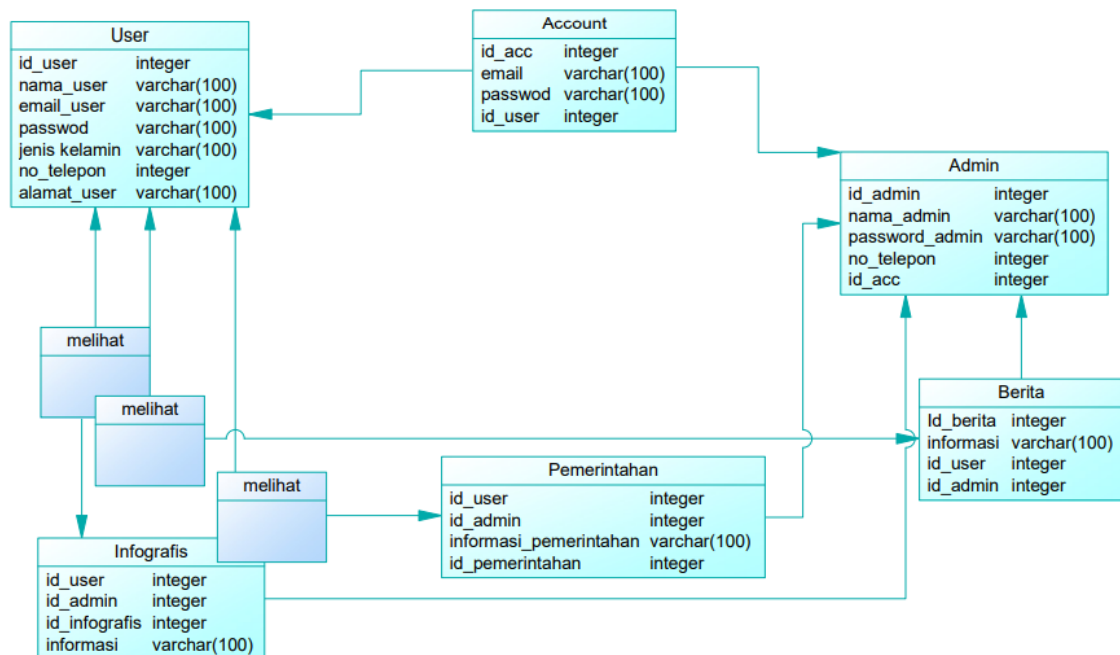 User
id_user integer
nama_user varchar(100)
email_user varchar(100)
passwod varchar(100)
jenis kelamin varchar(100)
no_telepon integer
alamat_user varchar(100)
Account
id_acc integer
email varchar(100)
passwod varchar(100)
id_user integer
Admin
id_admin integer
nama_admin varchar(100)
password_admin varchar(100)
no_telepon integer
id_acc integer
melihat
melihat
melihat
Berita
Id_berita integer
informasi varchar(100)
id_user integer
id_admin integer
Pemerintahan
id_user integer
id_admin integer
informasi_pemerintahan varchar(100)
id_pemerintahan integer
Infografis
id_user integer
id_admin integer
id_infografis integer
informasi varchar(100)